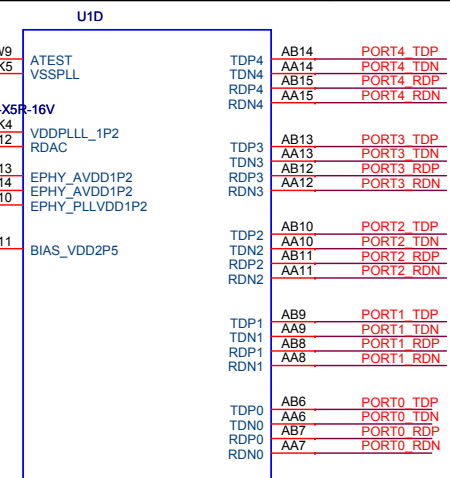 U1D
W9 ATEST
K5 VSSPLL
-X5R-16V
K4 VDDPLLL_1P2
12 RDAC
13 EPHY_AVDD1P2
14 EPHY_AVDD1P2
10 EPHY_PLLVDD1P2
11 BIAS_VDD2P5
TDP4 AB14 PORT4_TDP
TDN4 AA14 PORT4_TDN
RDP4 AB15 PORT4_RDP
RDN4 AA15 PORT4_RDN
TDP3 AB13 PORT3_TDP
TDN3 AA13 PORT3_TDN
RDP3 AB12 PORT3_RDP
RDN3 AA12 PORT3_RDN
TDP2 AB10 PORT2_TDP
TDN2 AA10 PORT2_TDN
RDP2 AB11 PORT2_RDP
RDN2 AA11 PORT2_RDN
TDP1 AB9 PORT1_TDP
TDN1 AA9 PORT1_TDN
RDP1 AB8 PORT1_RDP
RDN1 AA8 PORT1_RDN
TDP0 AB6 PORT0_TDP
TDN0 AA6 PORT0_TDN
RDP0 AB7 PORT0_RDP
RDN0 AA7 PORT0_RDN